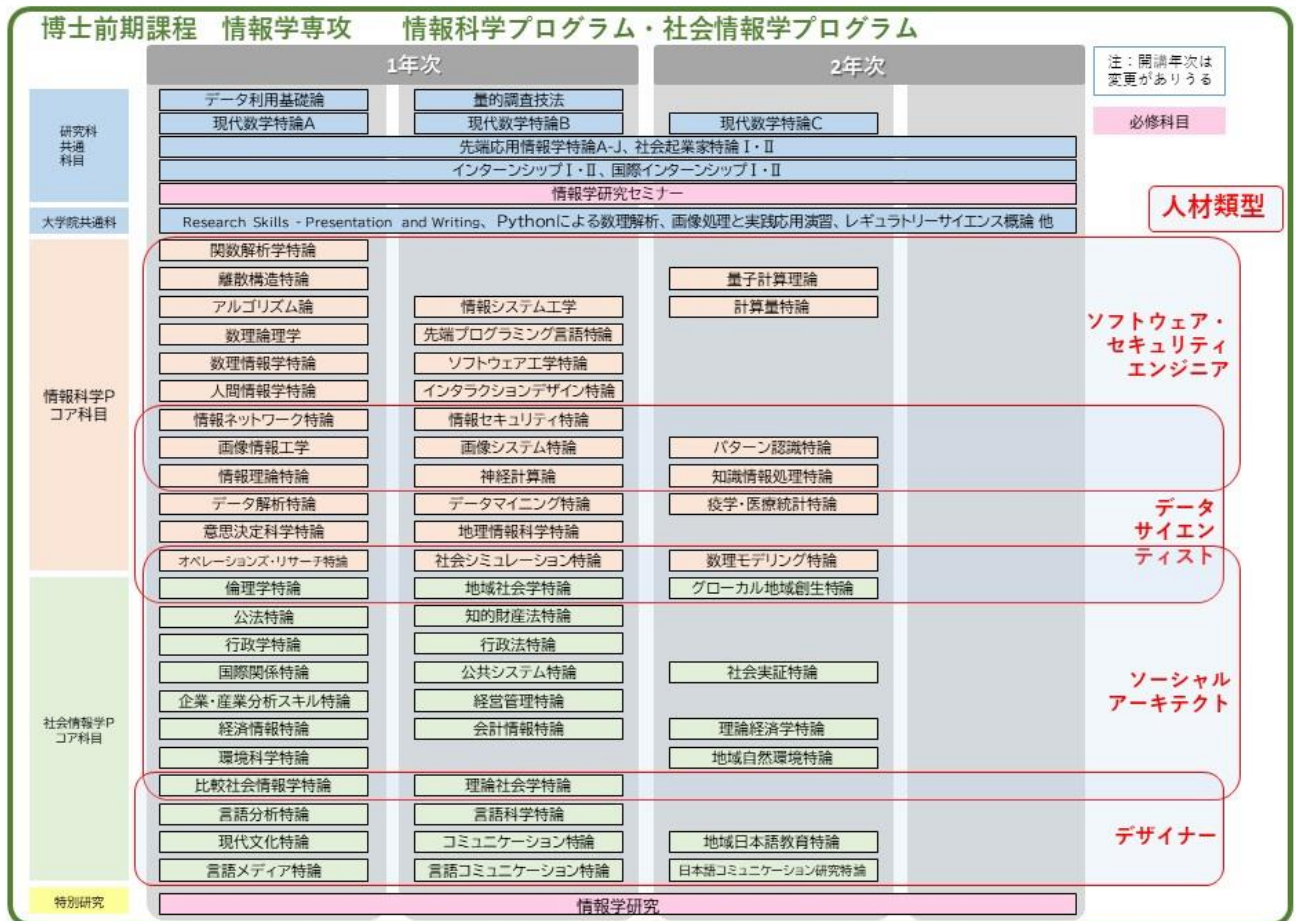 博士前期課程 情報学専攻 情報科学プログラム・社会情報学プログラム
1年次 2年次
注：開講年次は
変更がありうる
必修科目
人材類型
研究科
共通
科目
データ利用基礎論 量的調査技法
現代数学特論A 現代数学特論B 現代数学特論C
先端応用情報学特論A-J、社会起業家特論Ⅰ・Ⅱ
インターンシップⅠ・Ⅱ、国際インターンシップⅠ・Ⅱ
情報学研究セミナー
大学院共通科
Research Skills - Presentation and Writing、Pythonによる数理解析、画像処理と実践応用演習、レギュラトリーサイエンス概論 他
情報科学P
コア科目
関数解析学特論
離散構造特論 量子計算理論
アルゴリズム論 情報システム工学 計算量特論
数理論理学 先端プログラミング言語特論
数理情報学特論 ソフトウェア工学特論
人間情報学特論 インタラクションデザイン特論
情報ネットワーク特論 情報セキュリティ特論
画像情報工学 画像システム特論 パターン認識特論
情報理論特論 神経計算論 知識情報処理特論
データ解析特論 データマイニング特論 疫学・医療統計特論
意思決定科学特論 地理情報科学特論
オペレーションズ・リサーチ特論 社会シミュレーション特論 数理モデリング特論
ソフトウェア・
セキュリティ
エンジニア
データ
サイエン
ティスト
社会情報学P
コア科目
倫理学特論 地域社会学特論 グローカル地域創生特論
公法特論 知的財産法特論
行政学特論 行政法特論
国際関係特論 公共システム特論 社会実証特論
企業・産業分析スキル特論 経営管理特論
経済情報特論 会計情報特論 理論経済学特論
環境科学特論 地域自然環境特論
比較社会情報学特論 理論社会学特論
言語分析特論 言語科学特論
現代文化特論 コミュニケーション特論 地域日本語教育特論
言語メディア特論 言語コミュニケーション特論 日本語コミュニケーション研究特論
ソーシャル
アーキテクト
デザイナー
特別研究
情報学研究